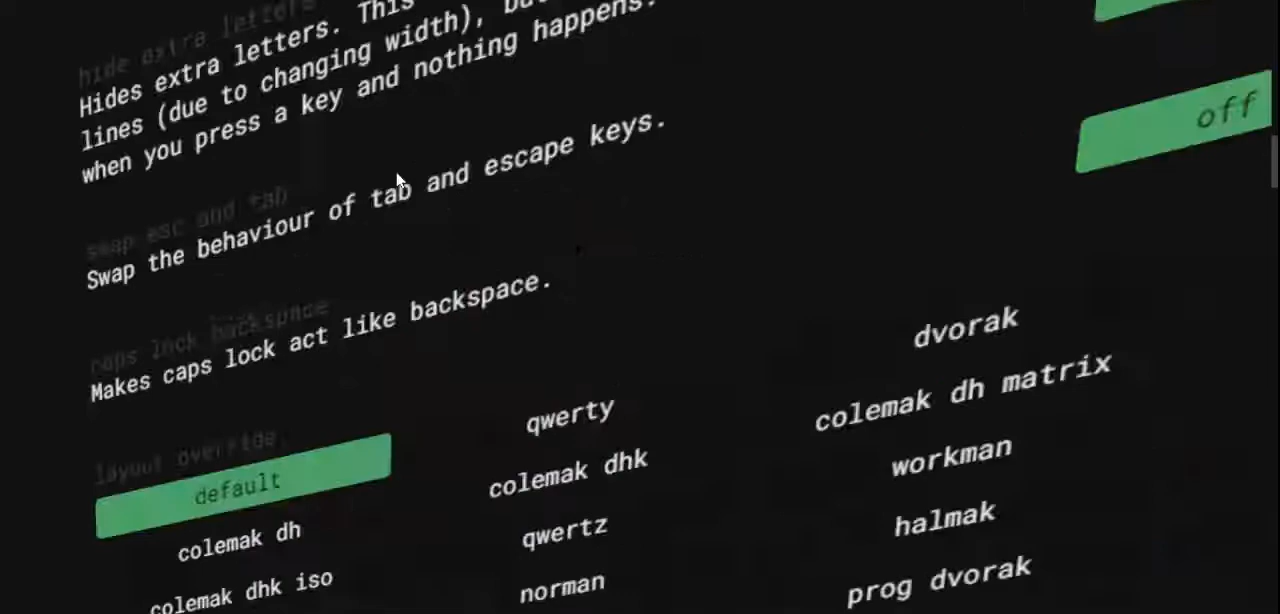 hide extra letters
Hides extra letters. This
lines (due to changing width),
when you press a key and nothing happens.
off
swap esc and tab
Swap the behaviour of tab and escape keys.
caps lock backspace
Makes caps lock act like backspace.
layout override
default
qwerty
dvorak
colemak dh
colemak dhk
colemak dh matrix
colemak dhk iso
qwertz
workman
norman
halmak
prog dvorak